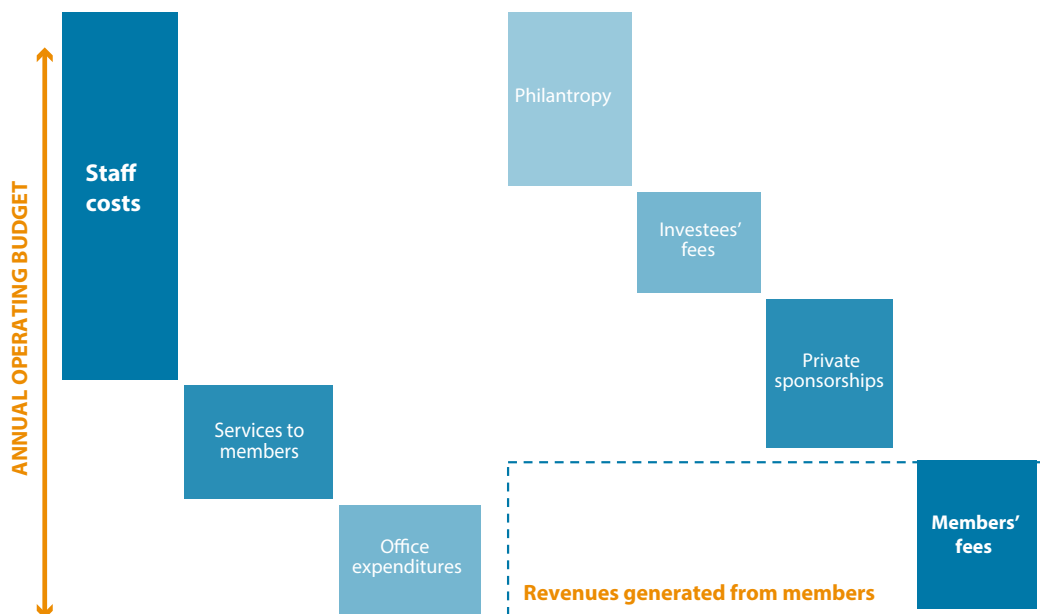 ANNUAL OPERATING BUDGET
Staff
costs
Services to
members
Office
expenditures
Philantropy
Investees’
fees
Private
sponsorships
Members’
fees
Revenues generated from members